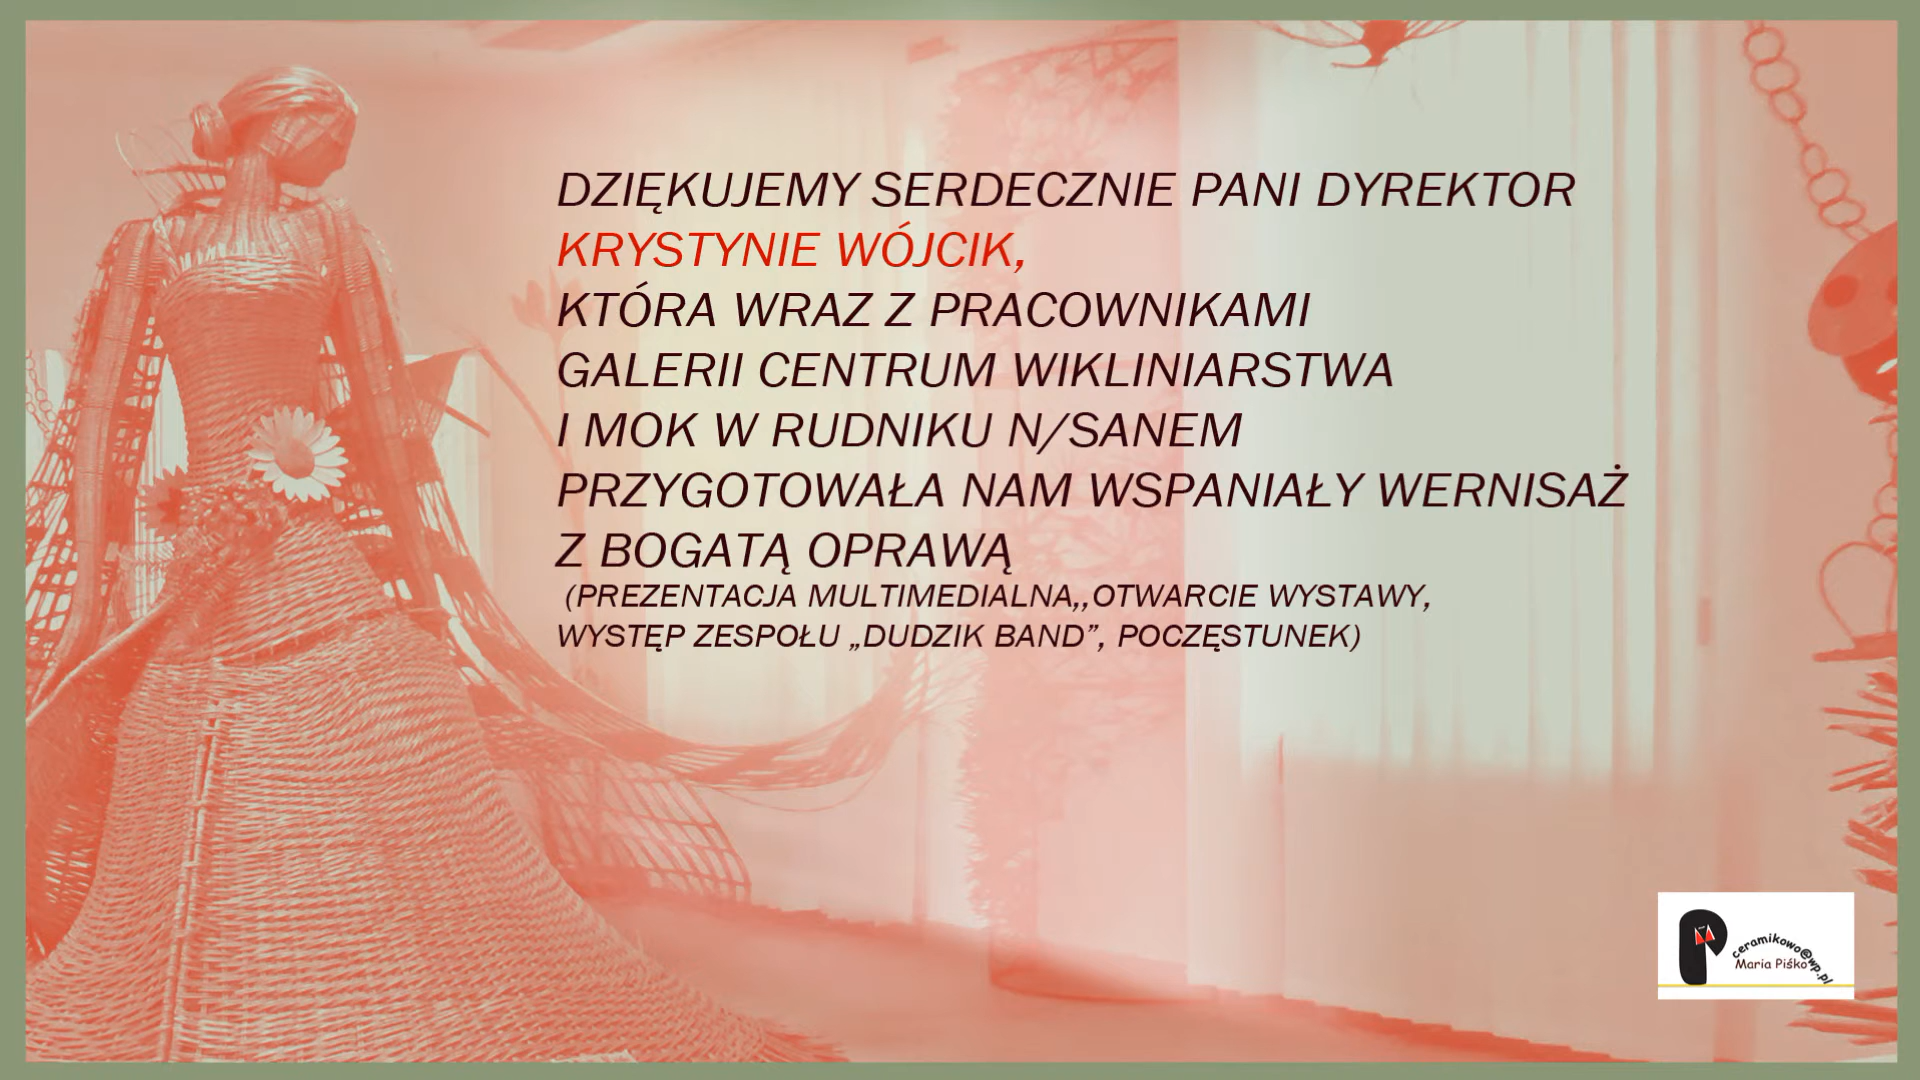 DZIĘKUJEMY SERDECZNIE PANI DYREKTOR
KRYSTYNIE WÓJCIK,
KTÓRA WRAZ Z PRACOWNIKAMI
GALERII CENTRUM WIKLINIARSTWA
I MOK W RUDNIKU N/SANEM
PRZYGOTOWAŁA NAM WSPANIAŁY WERNISAŻ
Z BOGATĄ OPRAWĄ
(PREZENTACJA MULTIMEDIALNA,,OTWARCIE WYSTAWY,
WYSTĘP ZESPOŁU „DUDZIK BAND”, POCZĘSTUNEK)
P ceramikowo@wp.pl
Maria Piśko